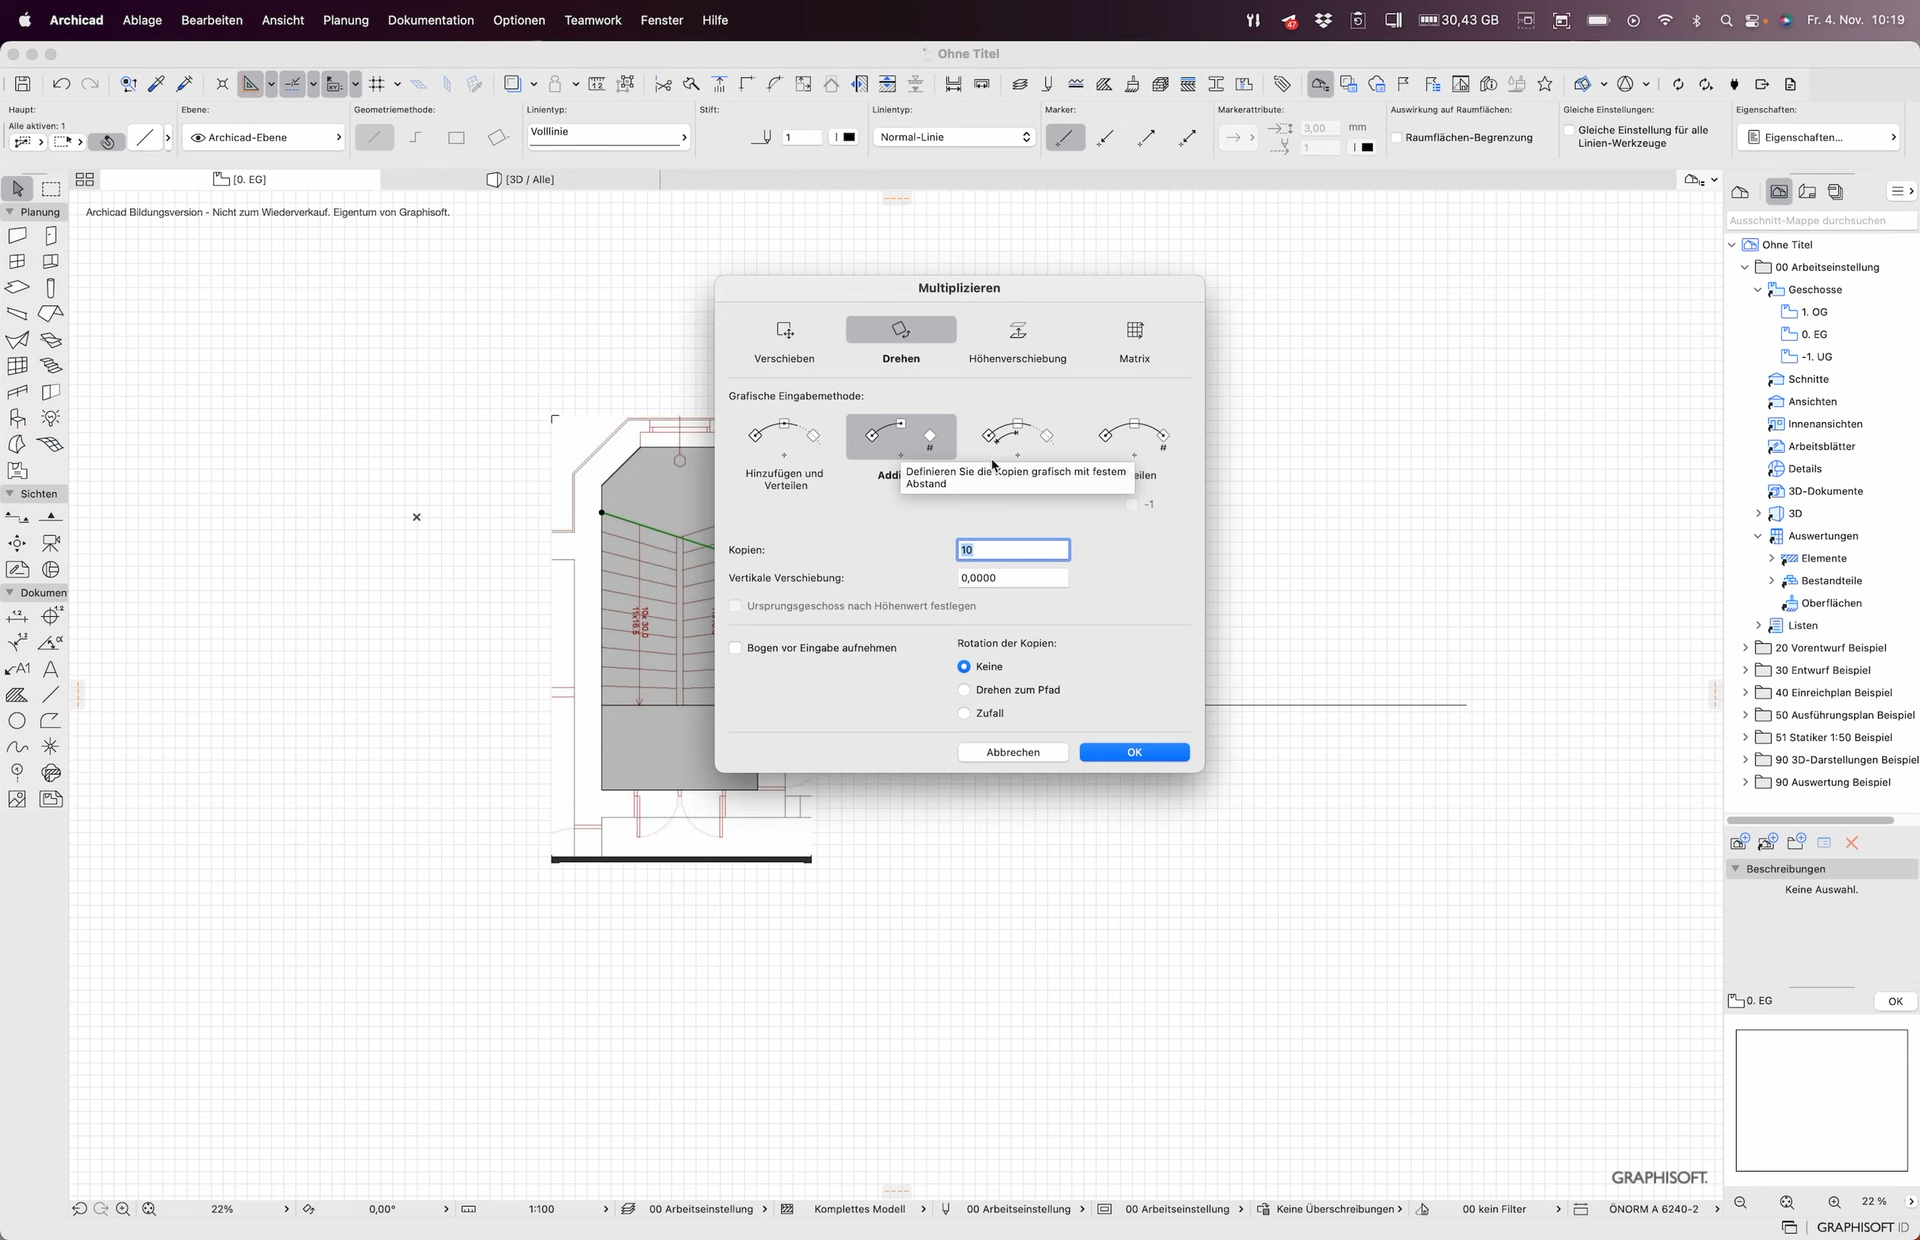 Archicad Ablage Bearbeiten Ansicht Planung Dokumentation Optionen Teamwork Fenster Hilfe
47 30,43 GB Fr. 4. Nov. 10:19
Ohne Titel
Haupt: Ebene: Geometriemethode: Linientyp: Stift: Linientyp: Marker: Markerattribute: Auswirkung auf Raumflächen: Gleiche Einstellungen: Eigenschaften:
Alle aktiven: 1
Archicad-Ebene
Volllinie
1
Normal-Linie
3,00 mm
1
Raumflächen-Begrenzung
Gleiche Einstellung für alle
Linien-Werkzeuge
Eigenschaften...
[0. EG]
[3D / Alle]
Planung
Sichten
Dokumen
Archicad Bildungsversion - Nicht zum Wiederverkauf. Eigentum von Graphisoft.
Multiplizieren
Verschieben Drehen Höhenverschiebung Matrix
Grafische Eingabemethode:
Hinzufügen und
Verteilen
Addi
eilen
Definieren Sie die Kopien grafisch mit festem
Abstand
-1
Kopien: 10
Vertikale Verschiebung: 0,0000
Ursprungsgeschoss nach Höhenwert festlegen
Bogen vor Eingabe aufnehmen
Rotation der Kopien:
Keine
Drehen zum Pfad
Zufall
Abbrechen OK
Ausschnitt-Mappe durchsuchen
Ohne Titel
00 Arbeitseinstellung
Geschosse
1. OG
0. EG
-1. UG
Schnitte
Ansichten
Innenansichten
Arbeitsblätter
Details
3D-Dokumente
3D
Auswertungen
Elemente
Bestandteile
Oberflächen
Listen
20 Vorentwurf Beispiel
30 Entwurf Beispiel
40 Einreichplan Beispiel
50 Ausführungsplan Beispiel
51 Statiker 1:50 Beispiel
90 3D-Darstellungen Beispiel
90 Auswertung Beispiel
Beschreibungen
Keine Auswahl.
0. EG OK
GRAPHISOFT.
22% 0,00° 1:100 00 Arbeitseinstellung Komplettes Modell 00 Arbeitseinstellung 00 Arbeitseinstellung Keine Überschreibungen 00 kein Filter ÖNORM A 6240-2
22 %
GRAPHISOFT ID